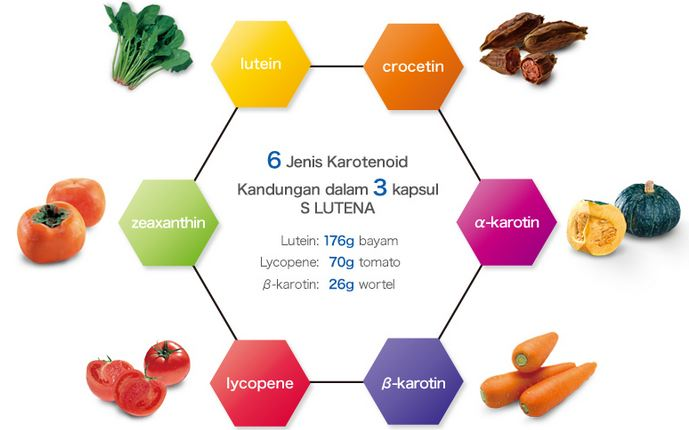 lutein
crocetin
6 Jenis Karotenoid
Kandungan dalam 3 kapsul
S LUTENA
zeaxanthin
α-karotin
Lutein: 176g bayam
Lycopene: 70g tomato
β-karotin: 26g wortel
lycopene
β-karotin